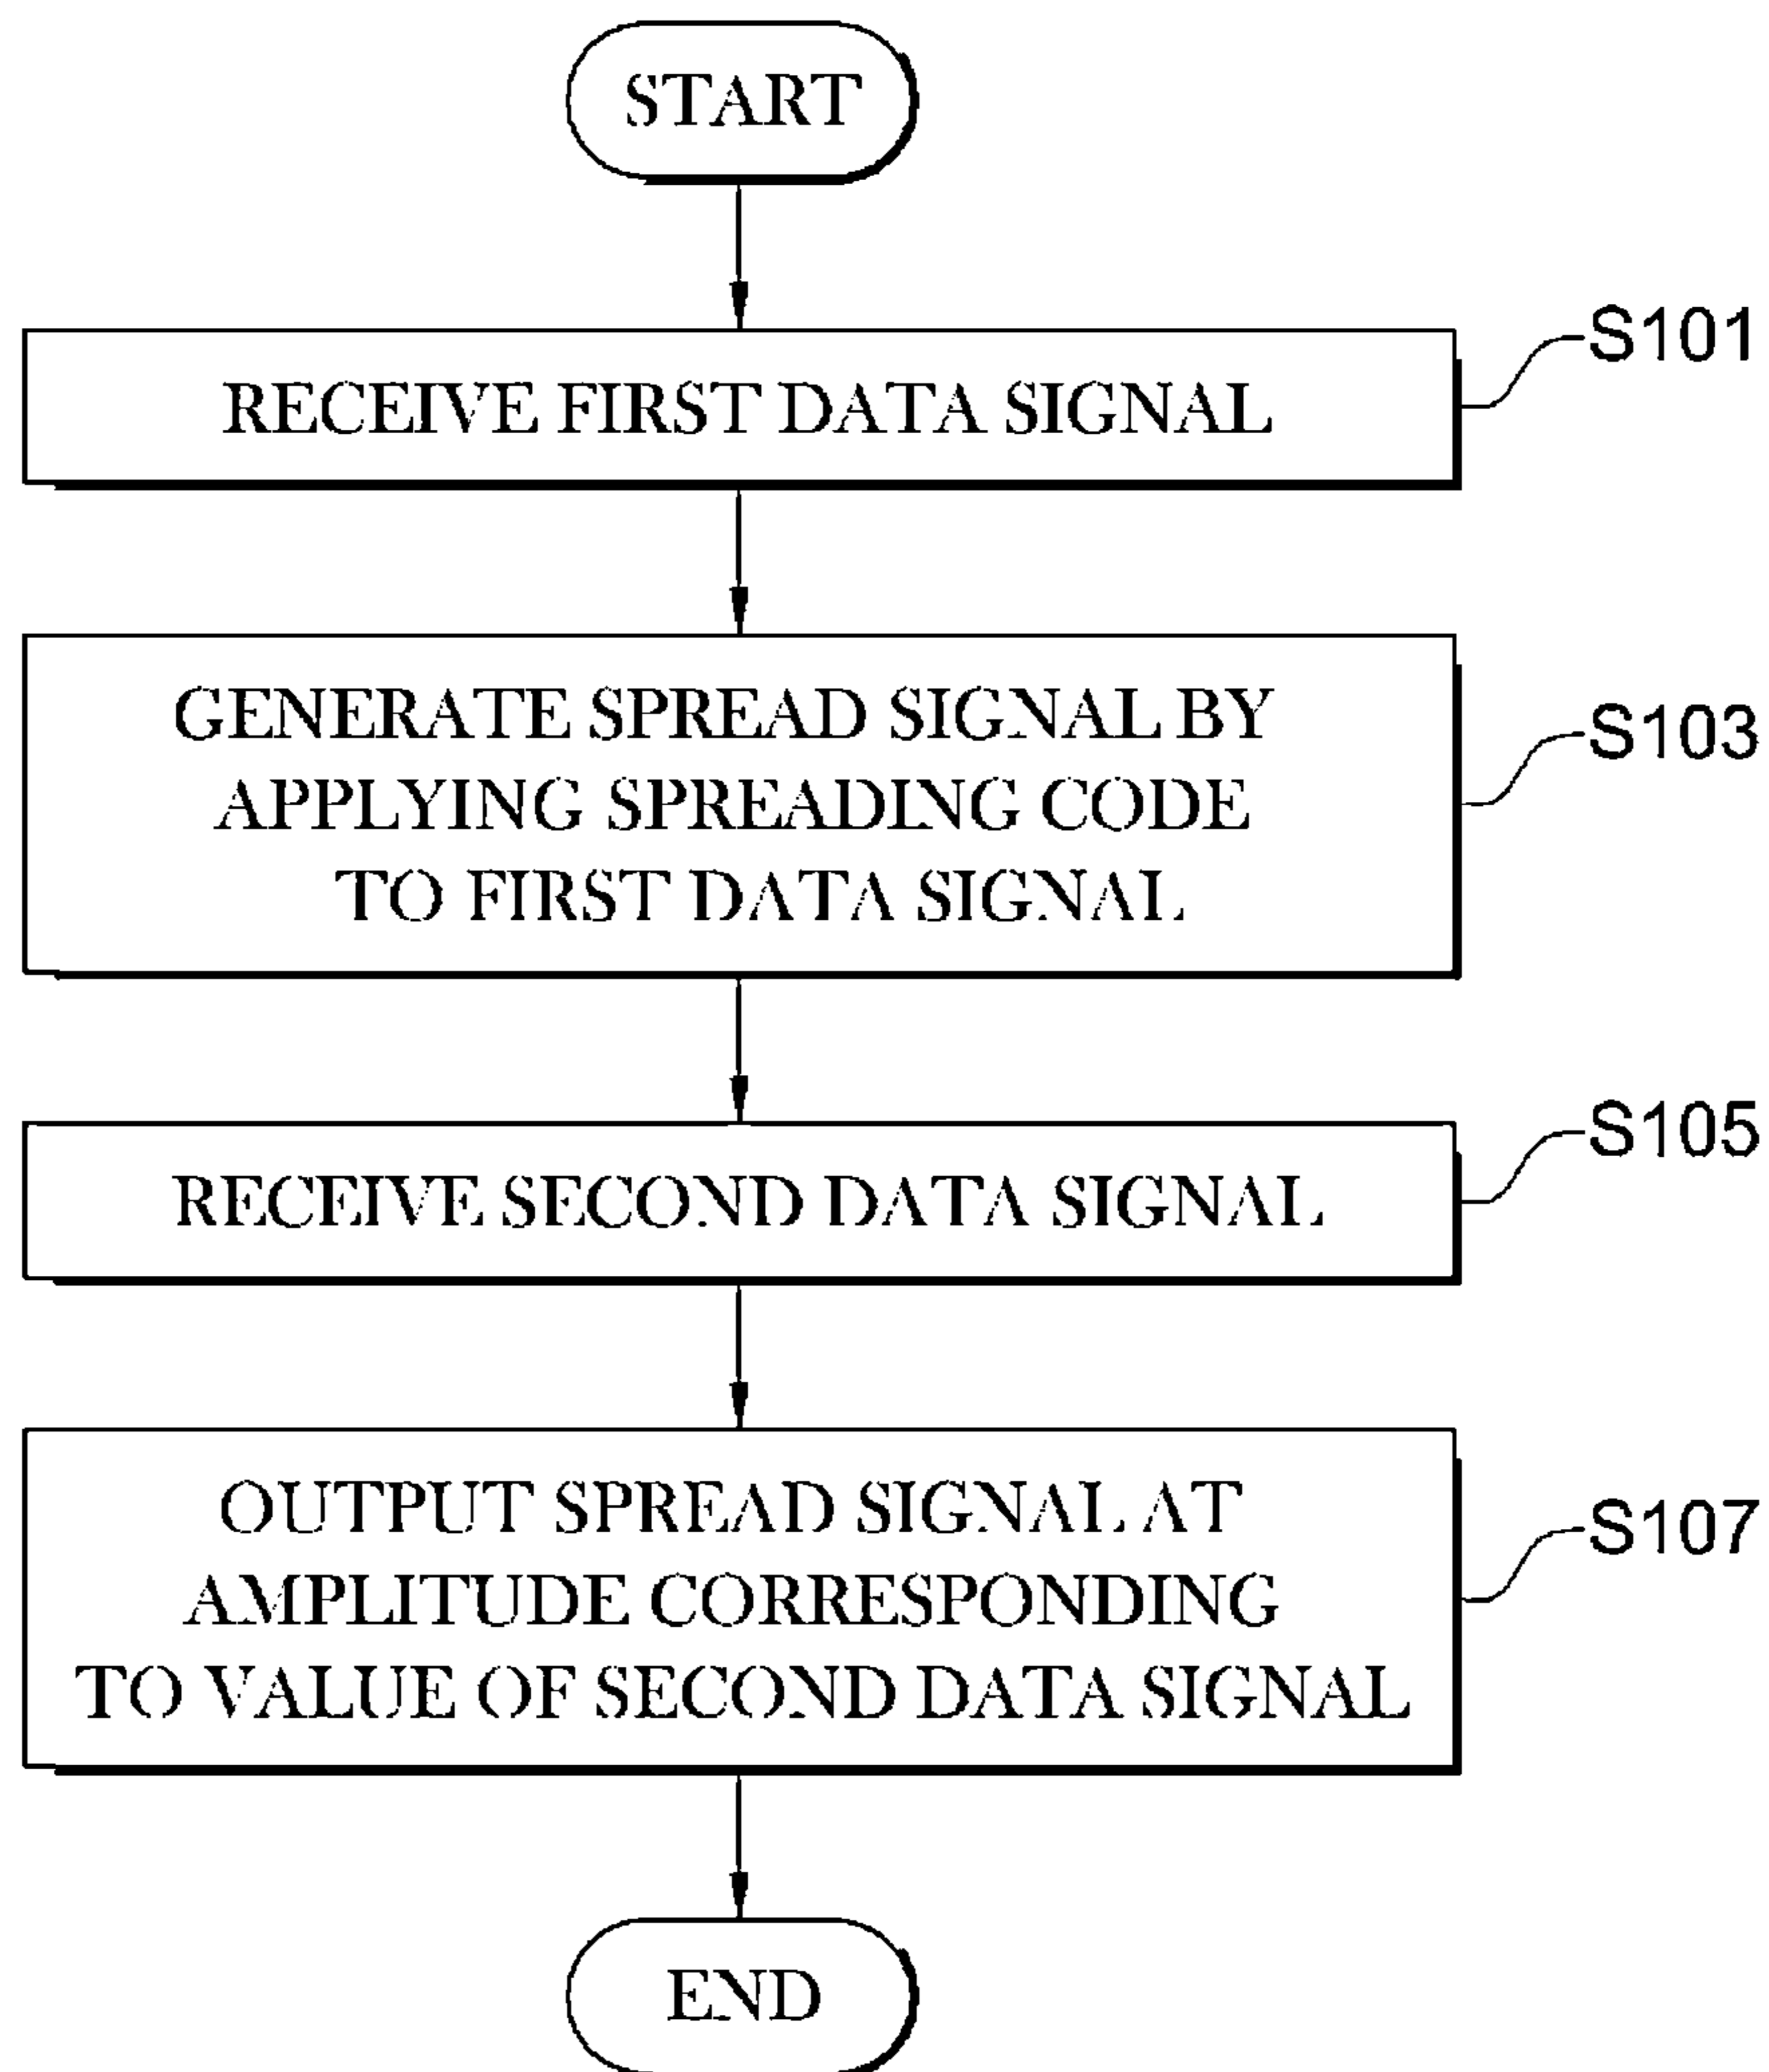 START
S101
RECEIVE FIRST DATA SIGNAL
S103
GENERATE SPREAD SIGNAL BY
APPLYING SPREADING CODE
TO FIRST DATA SIGNAL
S105
RECEIVE SECOND DATA SIGNAL
S107
OUTPUT SPREAD SIGNAL AT
AMPLITUDE CORRESPONDING
TO VALUE OF SECOND DATA SIGNAL
END